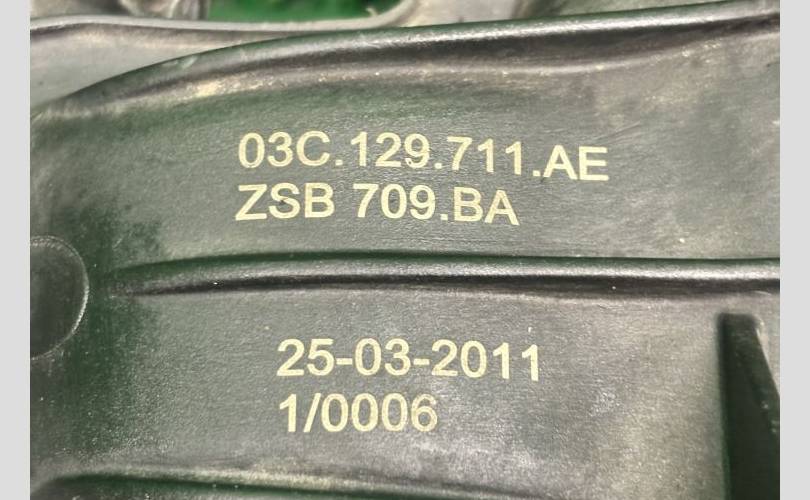 03C.129.711.AE
ZSB 709.BA
25-03-2011
1/0006